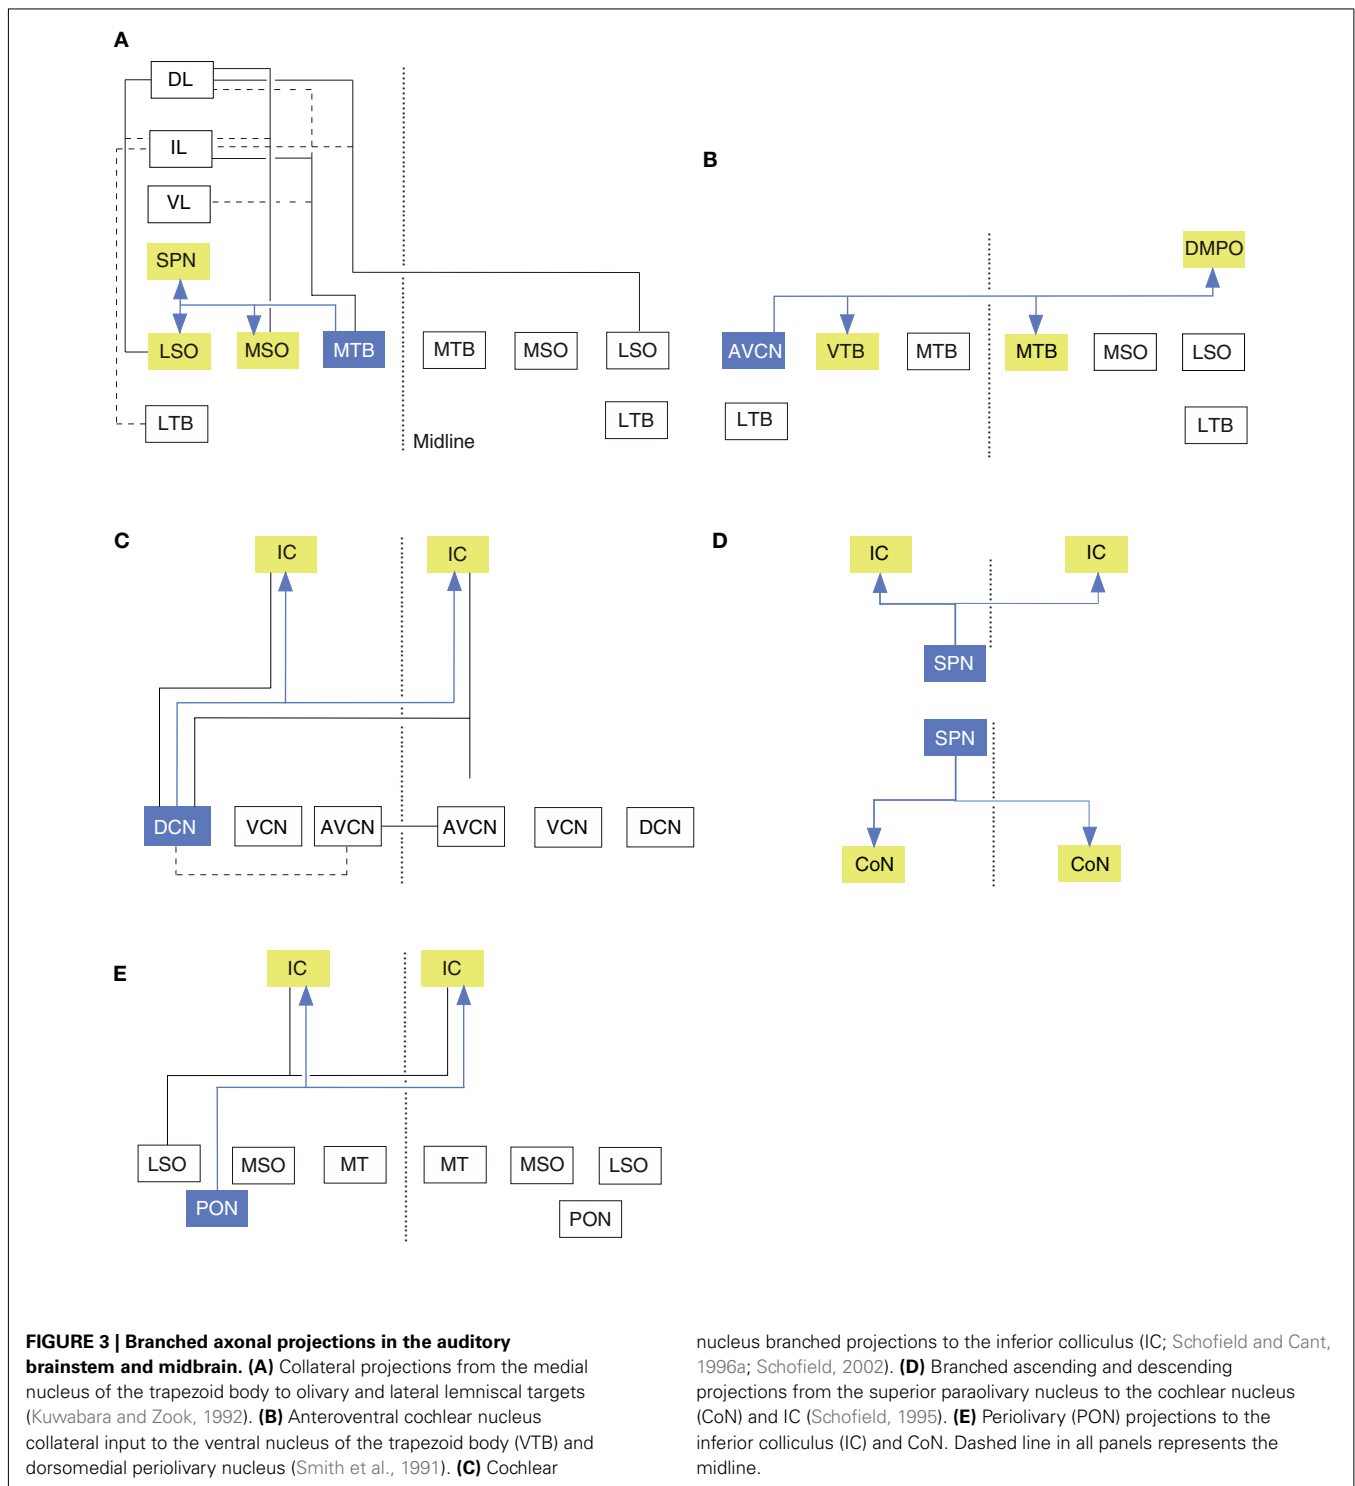 A
DL
IL
VL
SPN
LSO
MSO
MTB
MTB
MSO
LSO
LTB
LTB
Midline
B
DMPO
AVCN
VTB
MTB
MTB
MSO
LSO
LTB
LTB
C
IC
IC
DCN
VCN
AVCN
AVCN
VCN
DCN
D
IC
IC
SPN
SPN
CoN
CoN
E
IC
IC
LSO
MSO
MT
MT
MSO
LSO
PON
PON
FIGURE 3 | Branched axonal projections in the auditory
brainstem and midbrain. (A) Collateral projections from the medial
nucleus of the trapezoid body to olivary and lateral lemniscal targets
(Kuwabara and Zook, 1992). (B) Anteroventral cochlear nucleus
collateral input to the ventral nucleus of the trapezoid body (VTB) and
dorsomedial periolivary nucleus (Smith et al., 1991). (C) Cochlear
nucleus branched projections to the inferior colliculus (IC; Schofield and Cant,
1996a; Schofield, 2002). (D) Branched ascending and descending
projections from the superior paraolivary nucleus to the cochlear nucleus
(CoN) and IC (Schofield, 1995). (E) Periolivary (PON) projections to the
inferior colliculus (IC) and CoN. Dashed line in all panels represents the
midline.